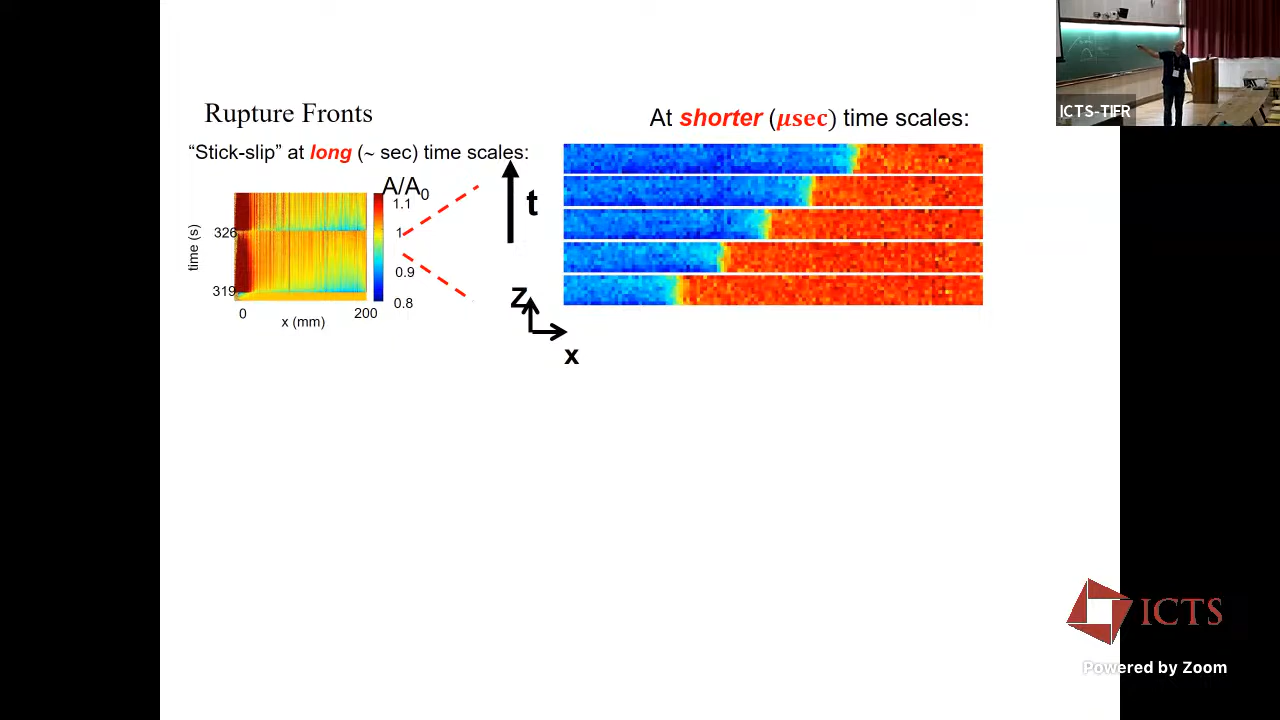 Rupture Fronts
“Stick-slip” at long (~ sec) time scales:
A/A0
1.1
1
0.9
0.8
326
319
time (s)
0
200
x (mm)
t
z
x
At shorter (μsec) time scales:
ICTS-TIFR
ICTS
Powered by Zoom